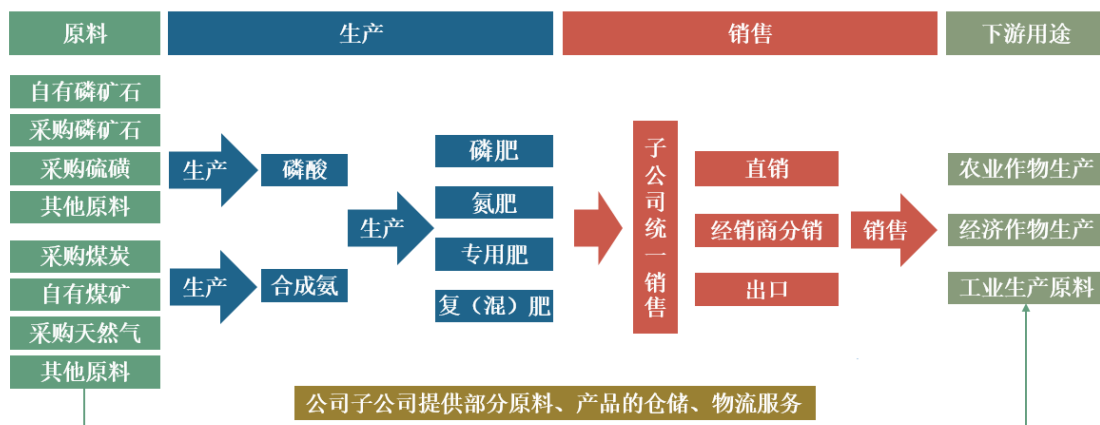 原料
生产
销售
下游用途
自有磷矿石
采购磷矿石
采购硫磺
其他原料
采购煤炭
自有煤矿
采购天然气
其他原料
生产
磷酸
生产
合成氨
生产
磷肥
氮肥
专用肥
复（混）肥
子公司统一销售
直销
经销商分销
出口
销售
农业作物生产
经济作物生产
工业生产原料
公司子公司提供部分原料、产品的仓储、物流服务